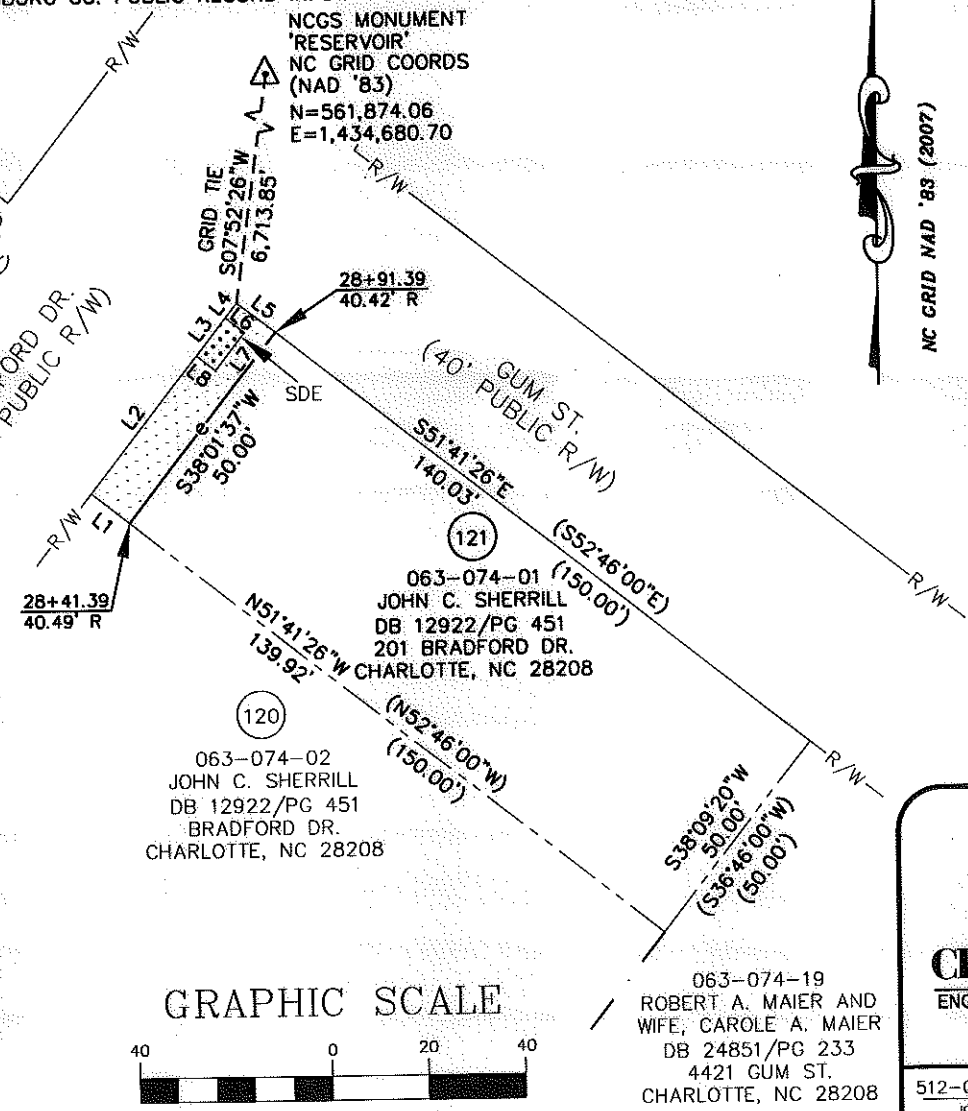 PUBLIC RECORD
NCGS MONUMENT
'RESERVOIR'
NC GRID COORDS
(NAD '83)
N=561,874.06
E=1,434,680.70
R/W
R/W
NC GRID NAD '83 (2007)
GRID TIE
S07°52'26"W
6,713.85'
DR.
PUBLIC R/W)
28+91.39
40.42' R
L3
L4
L5
L6
L7
L8
L2
L1
SDE
e
S38°01'37"W
50.00'
GUM ST.
(40' PUBLIC R/W)
R/W
28+41.39
40.49' R
S51°41'26"E
140.03'
(S52°46'00"E)
(150.00')
R/W
121
063-074-01
JOHN C. SHERRILL
DB 12922/PG 451
201 BRADFORD DR.
CHARLOTTE, NC 28208
N51°41'26"W
139.92'
(N52°46'00"W)
(150.00')
120
063-074-02
JOHN C. SHERRILL
DB 12922/PG 451
BRADFORD DR.
CHARLOTTE, NC 28208
R/W
S38°09'20"W
50.00'
(S36°46'00"W)
(50.00')
063-074-19
ROBERT A. MAIER AND
WIFE, CAROLE A. MAIER
DB 24851/PG 233
4421 GUM ST.
CHARLOTTE, NC 28208
GRAPHIC SCALE
40 0 20 40
ENG